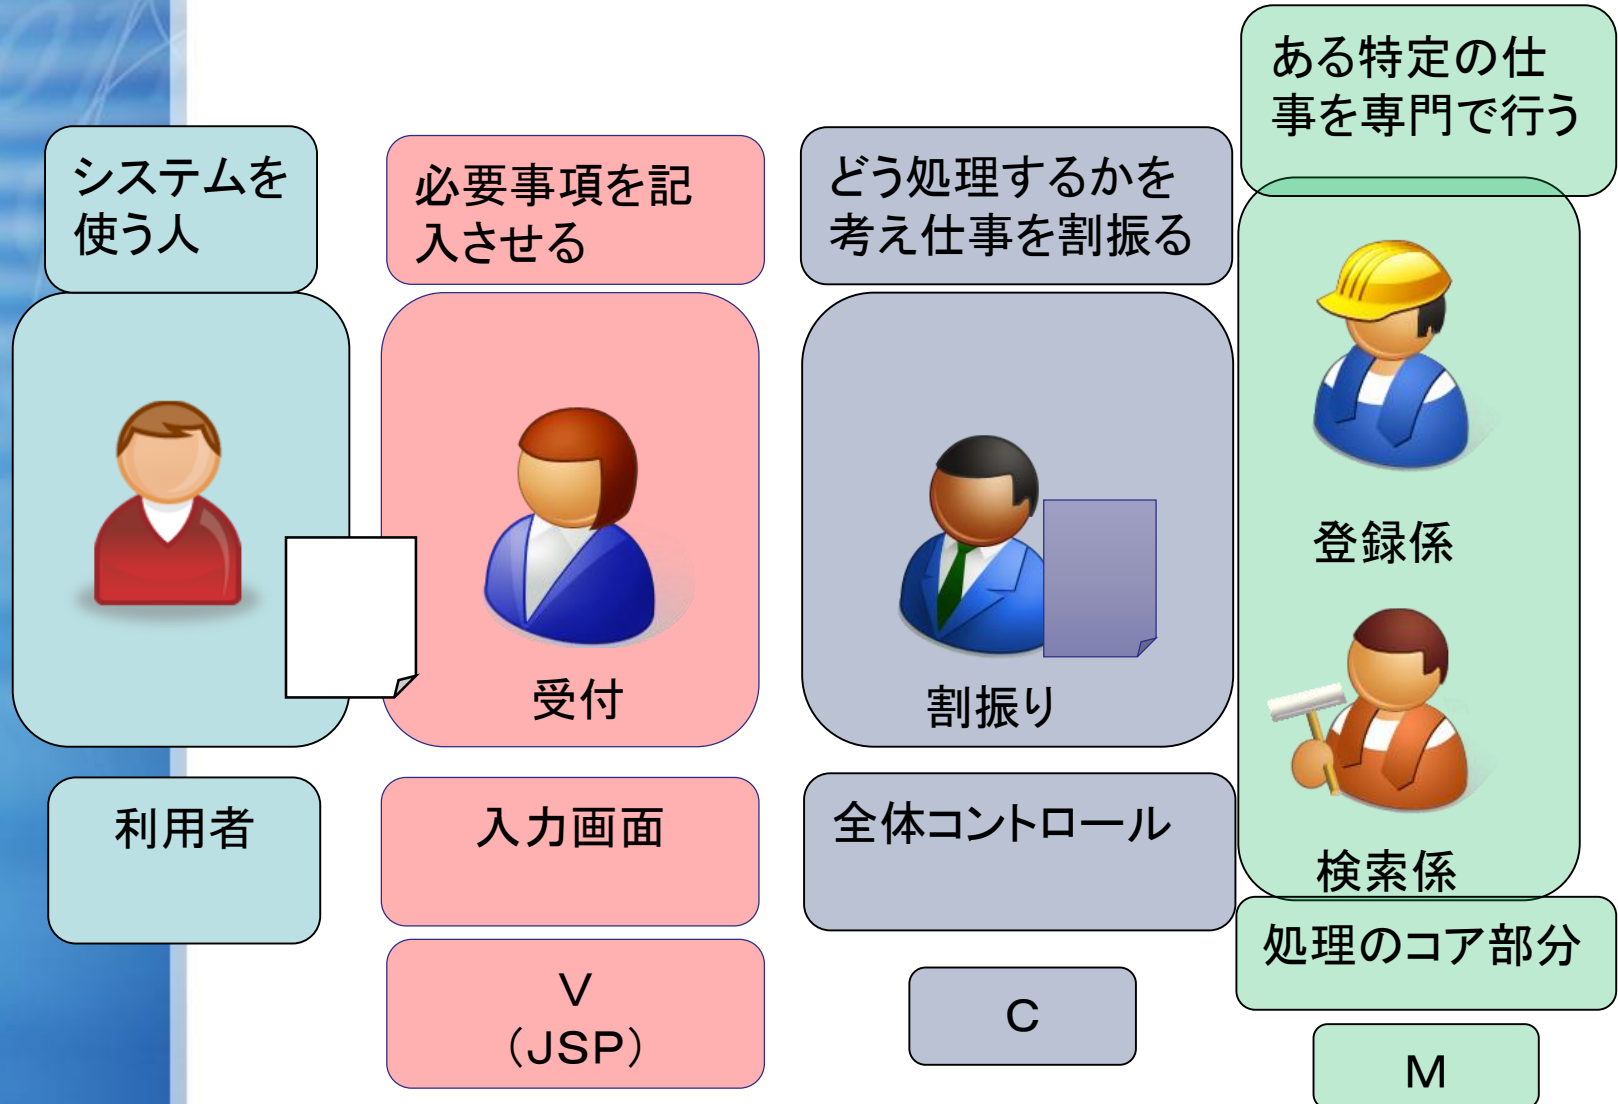 システムを
使う人
利用者
必要事項を記
入させる
受付
入力画面
V
（JSP）
どう処理するかを
考え仕事を割振る
割振り
全体コントロール
C
ある特定の仕
事を専門で行う
登録係
検索係
処理のコア部分
M